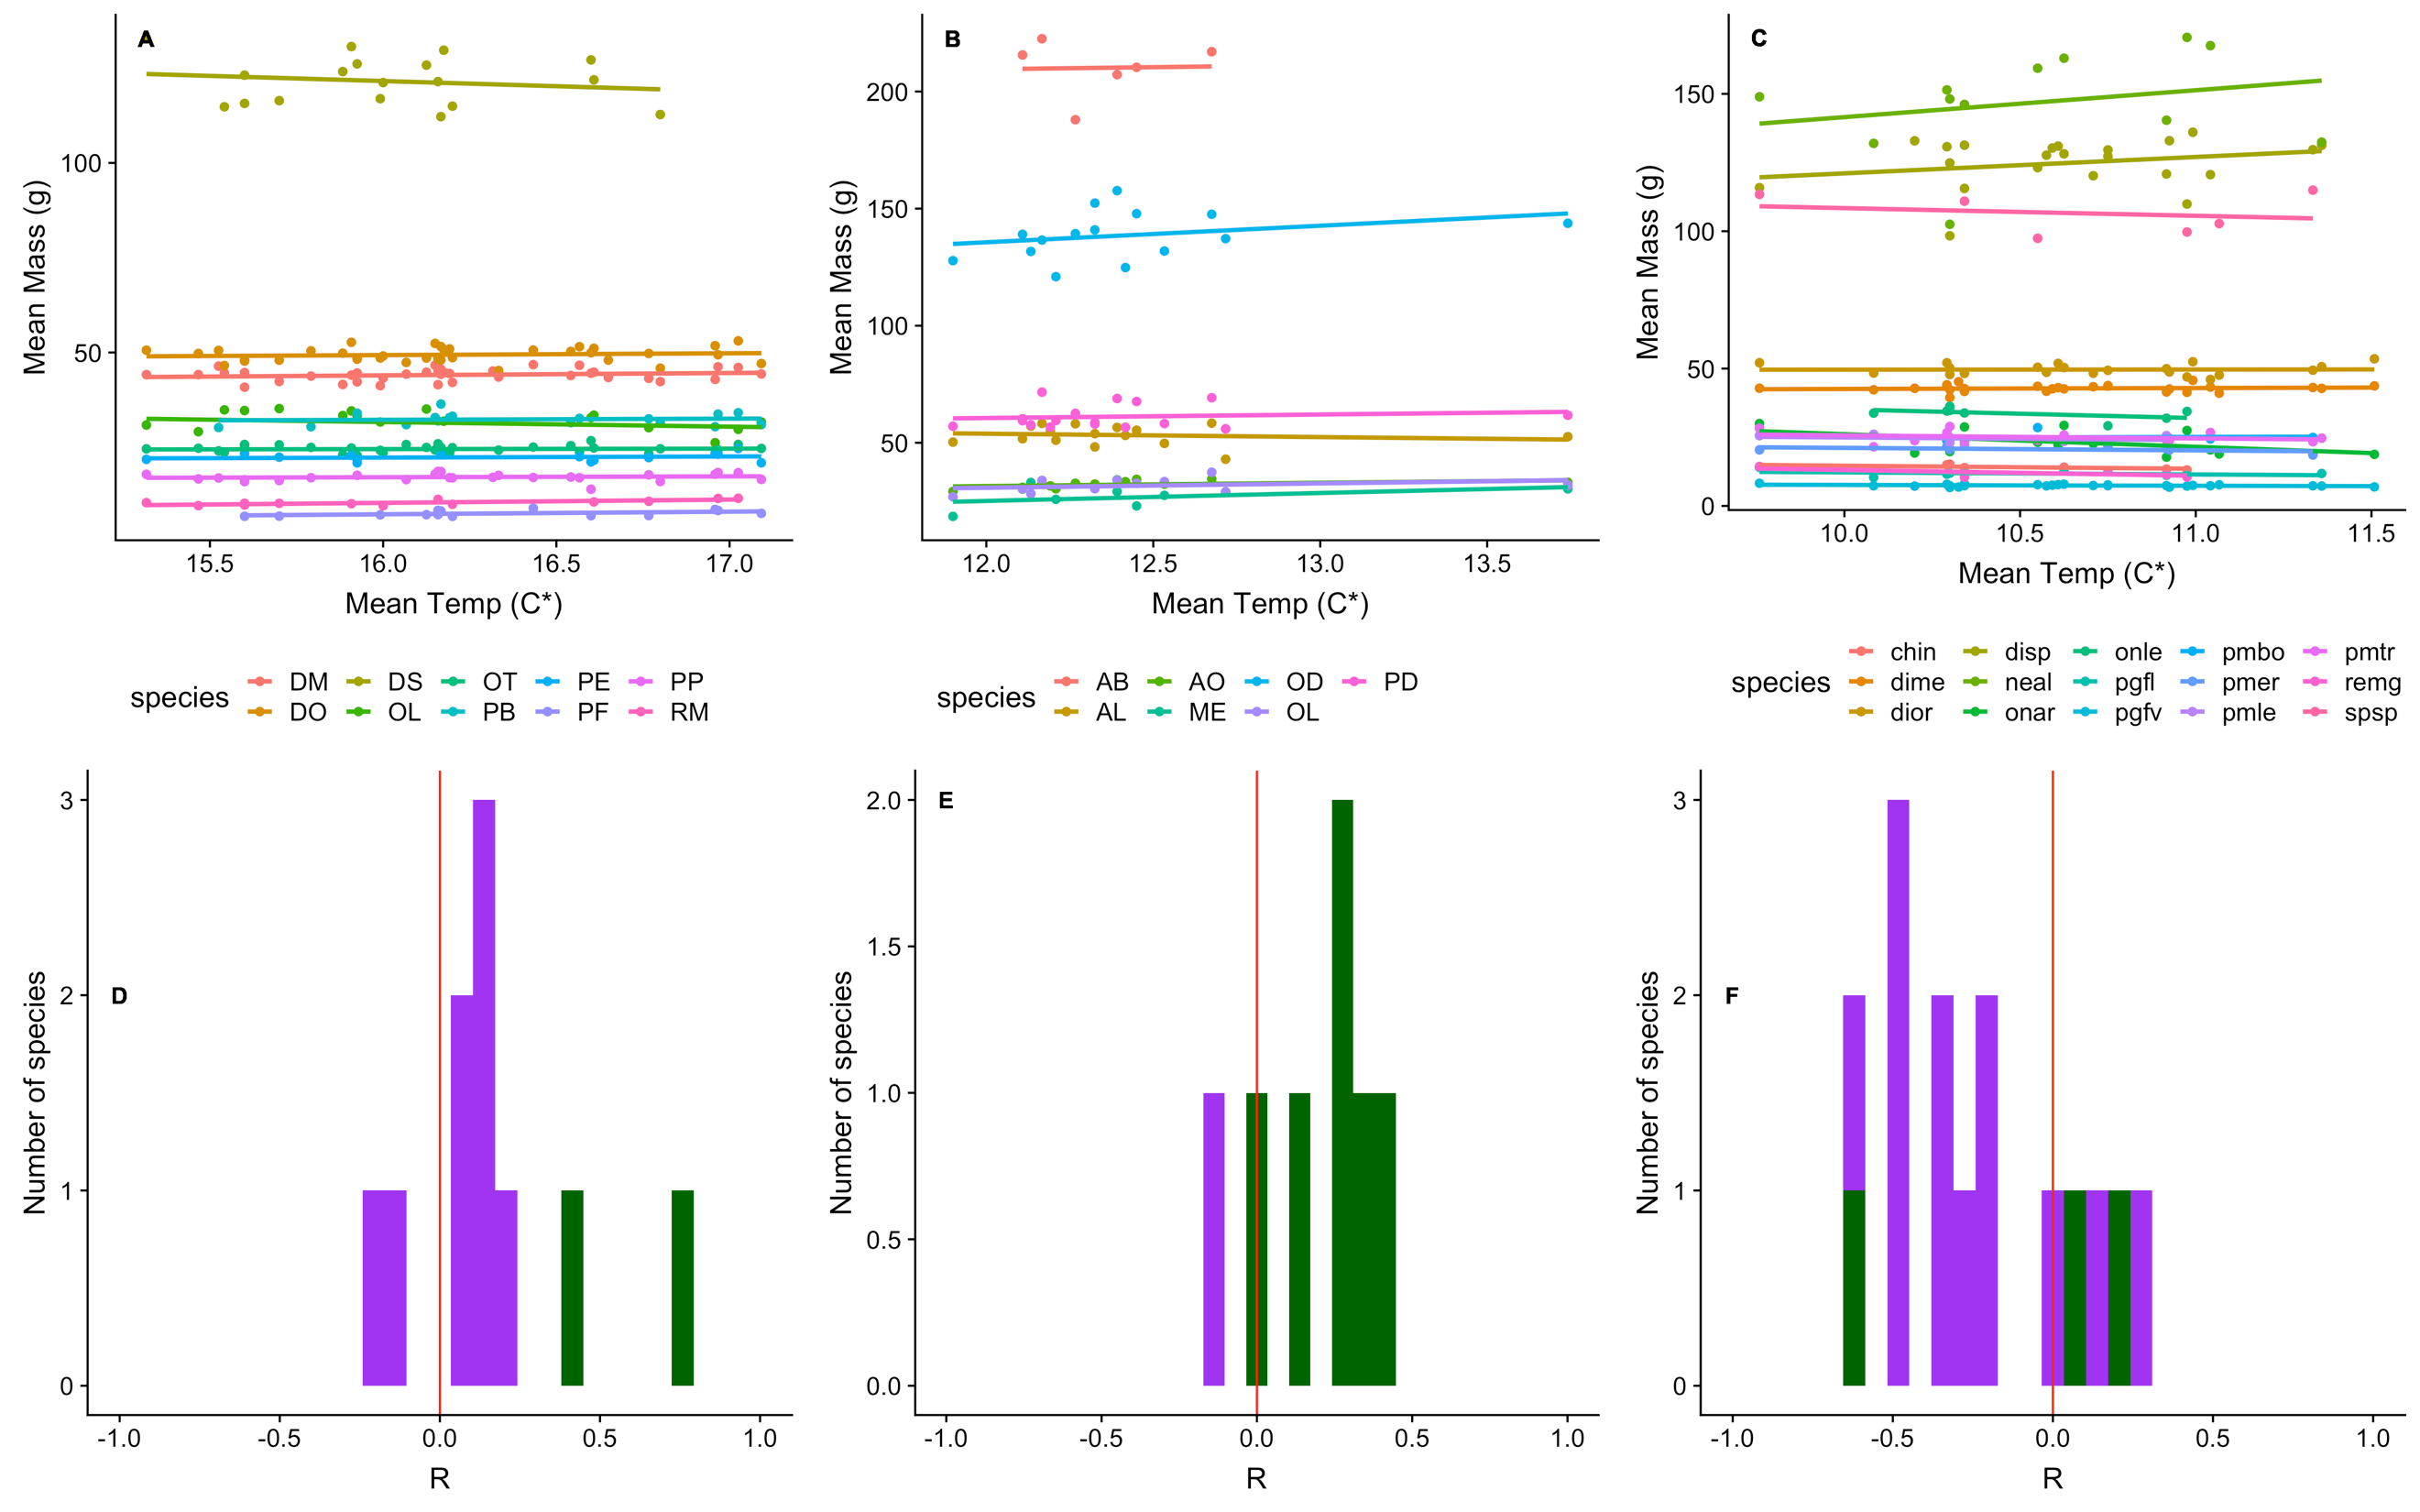 A
Mean Mass (g)
100
50
15.5 16.0 16.5 17.0
Mean Temp (C*)
species DM DS OT PE PP
DO OL PB PF RM
B
Mean Mass (g)
200
150
100
50
12.0 12.5 13.0 13.5
Mean Temp (C*)
species AB AO OD PD
AL ME OL
C
Mean Mass (g)
150
100
50
0
10.0 10.5 11.0 11.5
Mean Temp (C*)
species chin disp onle pmbo pmtr
dime neal pgfl pmer remg
dior onar pgfv pmle spsp
D
Number of species
3
2
1
0
-1.0 -0.5 0.0 0.5 1.0
R
E
Number of species
2.0
1.5
1.0
0.5
0.0
-1.0 -0.5 0.0 0.5 1.0
R
F
Number of species
3
2
1
0
-1.0 -0.5 0.0 0.5 1.0
R